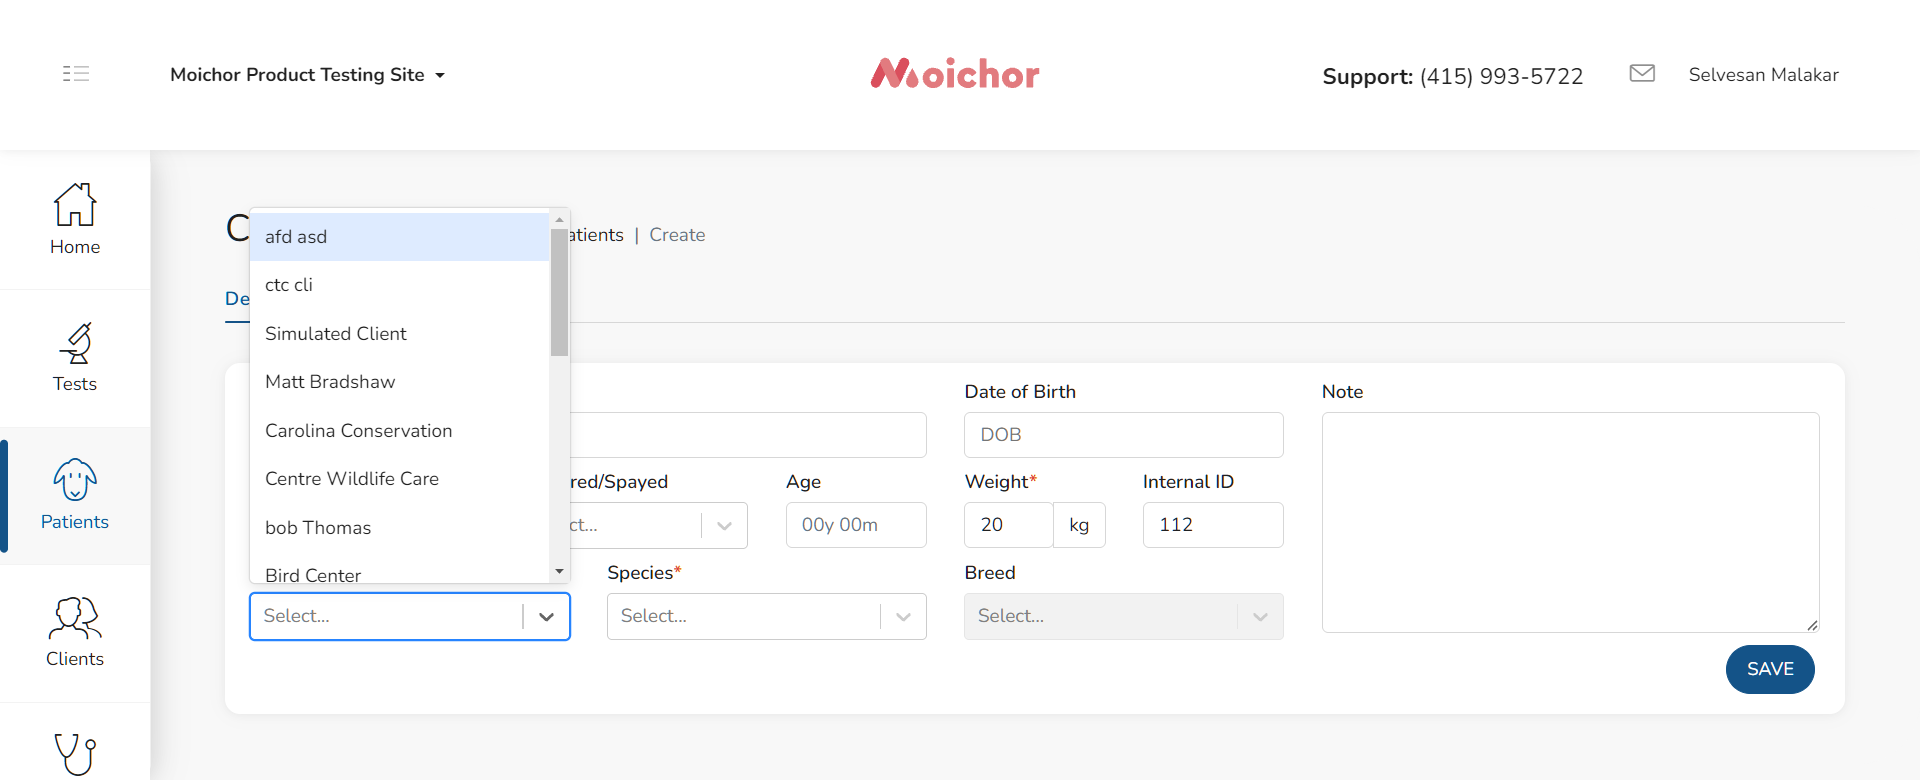 Moichor Product Testing Site
Moichor
Support: (415) 993-5722
Selvesan Malakar
Home
Tests
Patients
Clients
C
atients | Create
De
afd asd
ctc cli
Simulated Client
Matt Bradshaw
Carolina Conservation
Centre Wildlife Care
bob Thomas
Bird Center
Date of Birth
DOB
Note
red/Spayed
ct...
Age
00y 00m
Weight*
20
kg
Internal ID
112
Select...
Species*
Select...
Breed
Select...
SAVE